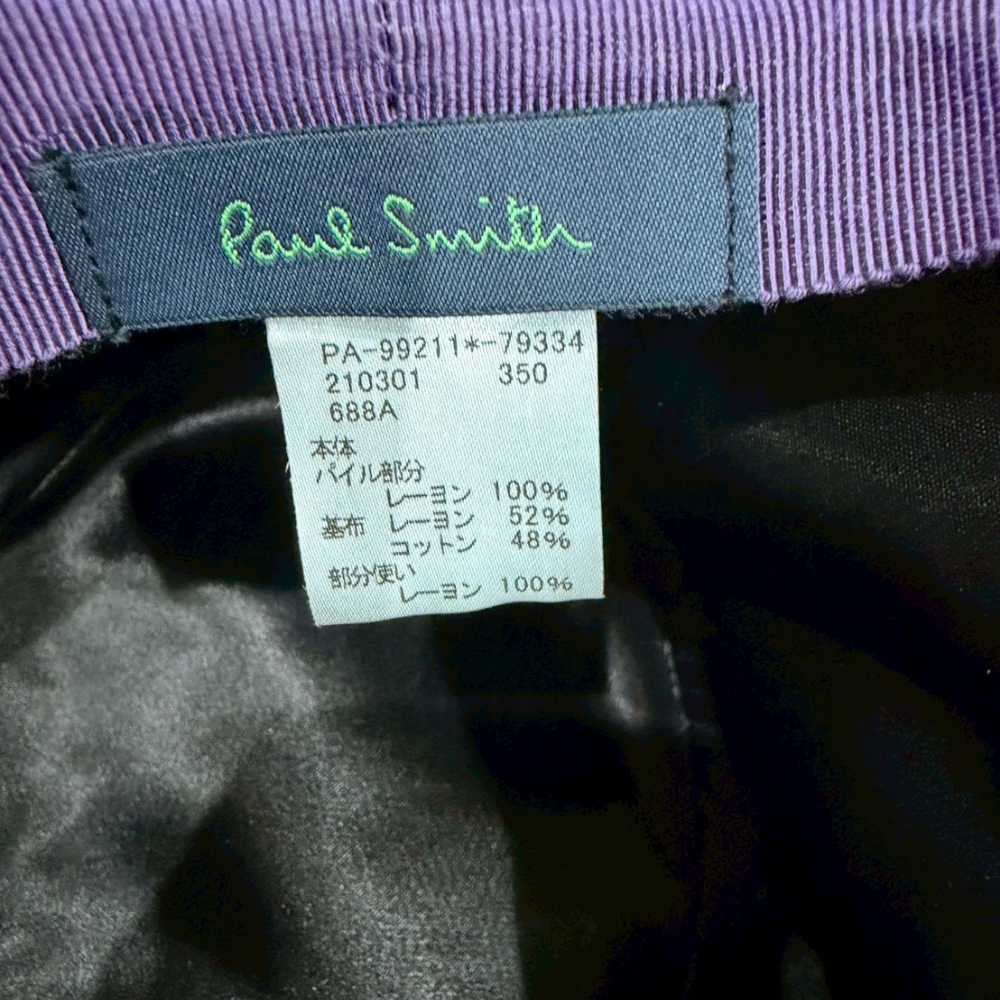 Paul Smith
PA-99211*-79334
210301 350
688A
本体
パイル部分
レーヨン 100%
基布 レーヨン 52%
コットン 48%
部分使い
レーヨン 100%